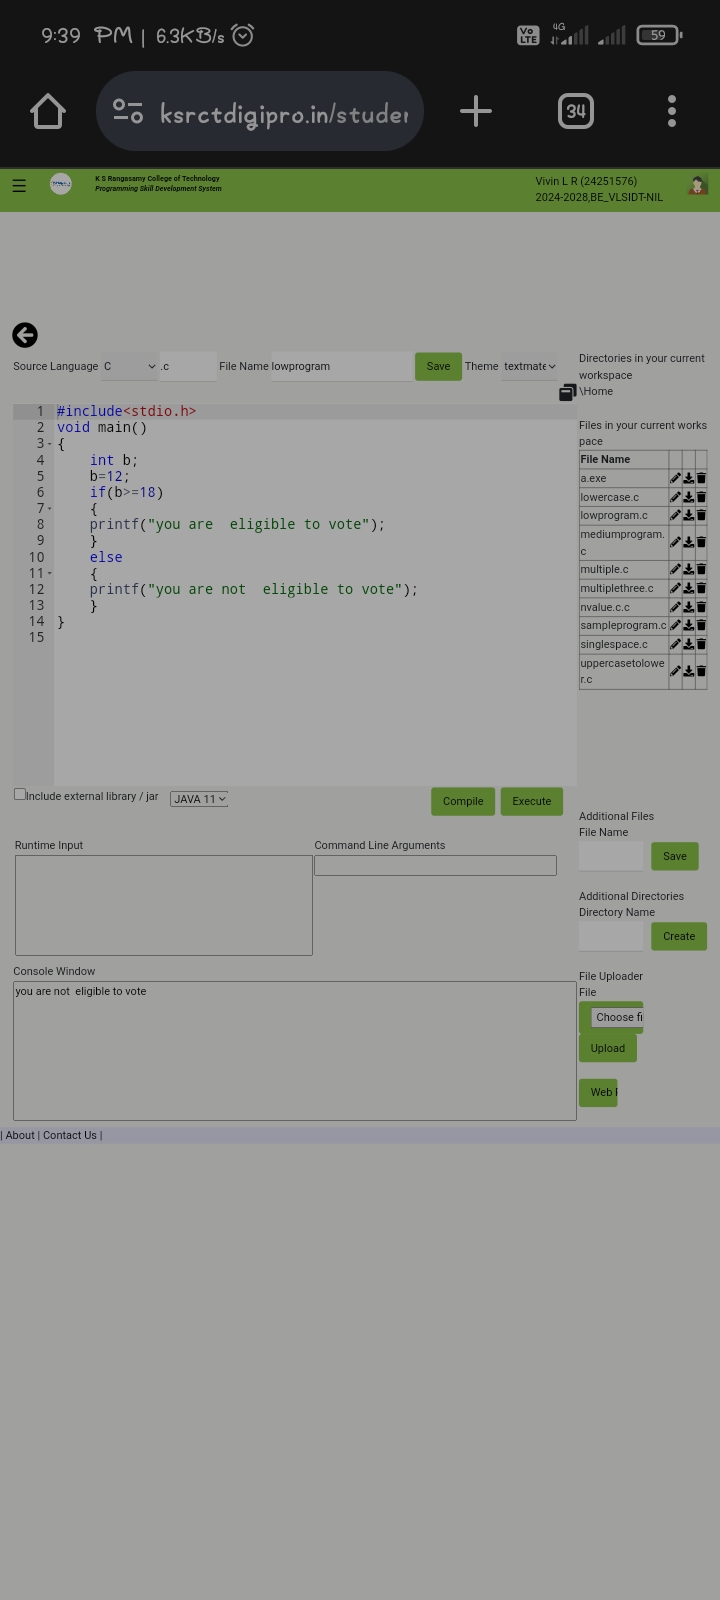 9:39 PM | 6.3KB/s
Vo LTE 4G 59
ksrctdigipro.in/studer
34
K S Rangasamy College of Technology
Programming Skill Development System
Vivin L R (24251576)
2024-2028,BE_VLSIDT-NIL
Source Language C .c File Name lowprogram Save Theme textmate
1 #include<stdio.h>
2 void main()
3 {
4     int b;
5     b=12;
6     if(b>=18)
7     {
8     printf("you are  eligible to vote");
9     }
10     else
11     {
12     printf("you are not  eligible to vote");
13     }
14 }
15
Include external library / jar JAVA 11 Compile Execute
Runtime Input
Command Line Arguments
Console Window
you are not  eligible to vote
Directories in your current
workspace
\Home
Files in your current works
pace
File Name
a.exe
lowercase.c
lowprogram.c
mediumprogram.
c
multiple.c
multiplethree.c
nvalue.c.c
sampleprogram.c
singlespace.c
uppercasetolowe
r.c
Additional Files
File Name
Save
Additional Directories
Directory Name
Create
File Uploader
File
Choose fi
Upload
Web
| About | Contact Us |